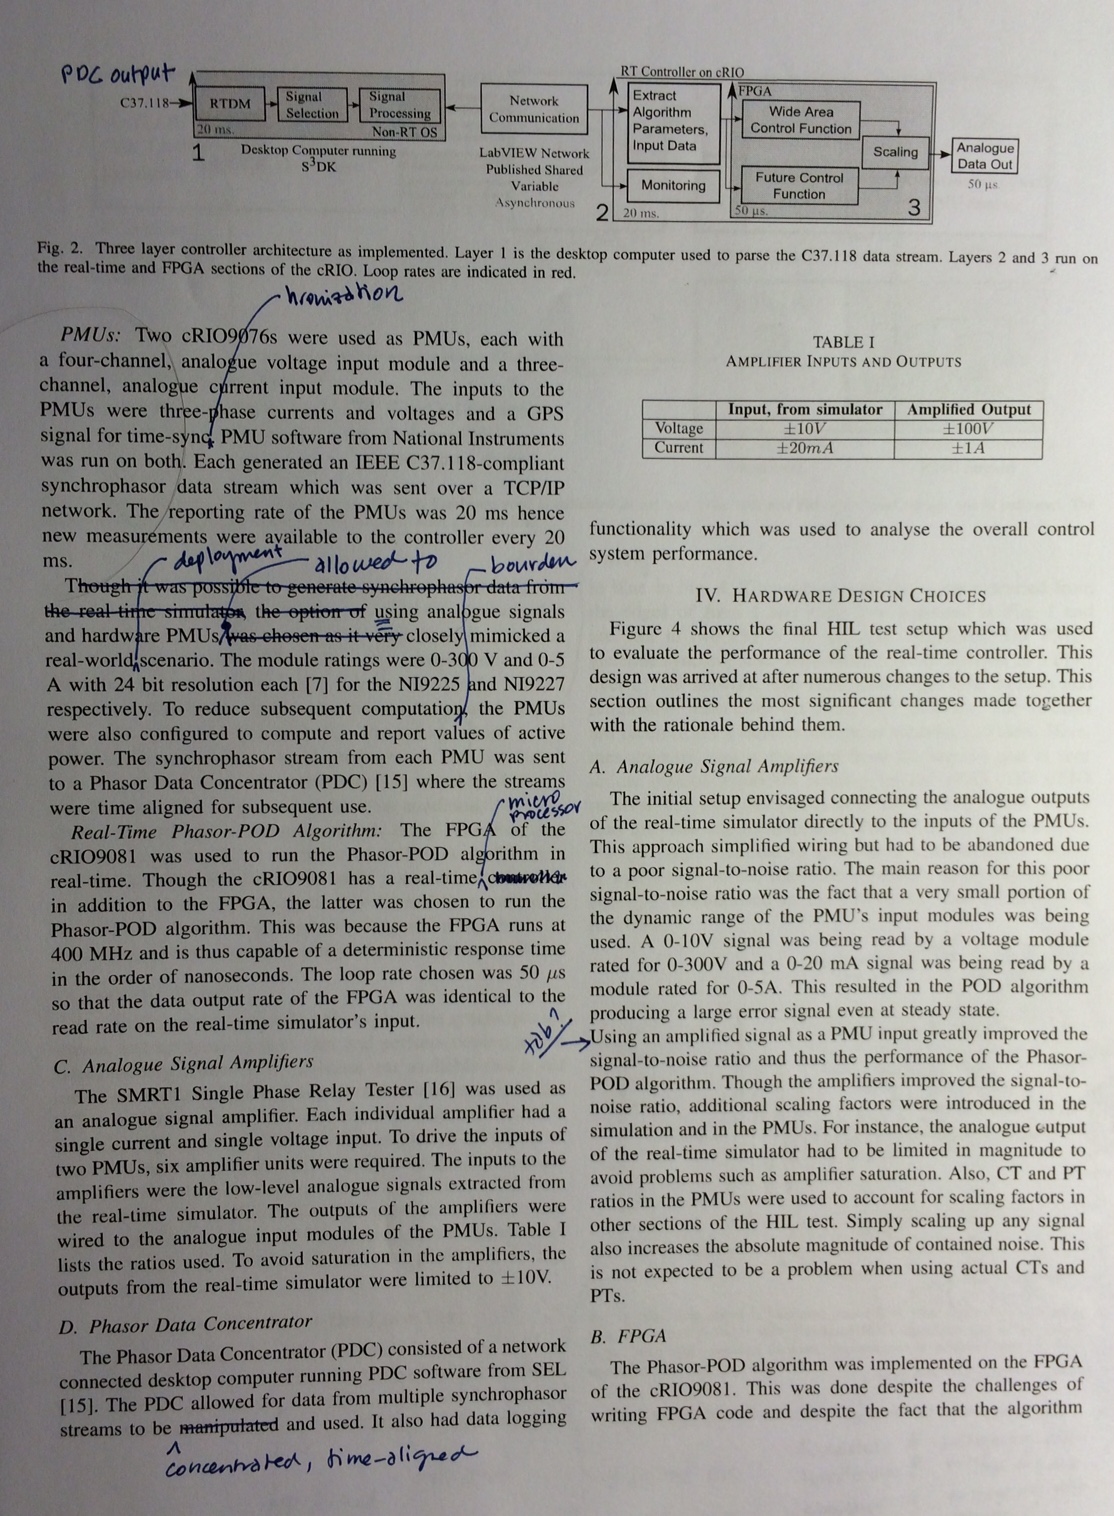 PDC output
C37.118
RTDM
Signal
Selection
Signal
Processing
20 ms.
Non-RT OS
1
Desktop Computer running
S³DK
Network
Communication
LabVIEW Network
Published Shared
Variable
Asynchronous
RT Controller on cRIO
Extract
Algorithm
Parameters,
Input Data
Monitoring
2
20 ms.
FPGA
Wide Area
Control Function
Future Control
Function
Scaling
50 μs.
3
Analogue
Data Out
50 μs
Fig. 2. Three layer controller architecture as implemented. Layer 1 is the desktop computer used to parse the C37.118 data stream. Layers 2 and 3 run on
the real-time and FPGA sections of the cRIO. Loop rates are indicated in red.
hronization
PMUs: Two cRIO9076s were used as PMUs, each with
a four-channel, analogue voltage input module and a three-
channel, analogue current input module. The inputs to the
PMUs were three-phase currents and voltages and a GPS
signal for time-sync. PMU software from National Instruments
was run on both. Each generated an IEEE C37.118-compliant
synchrophasor data stream which was sent over a TCP/IP
network. The reporting rate of the PMUs was 20 ms hence
new measurements were available to the controller every 20
ms.
deployment
allowed to
bourden
Though it was possible to generate synchrophasor data from
the real time simulator, the option of using analogue signals
and hardware PMUs was chosen as it very closely mimicked a
real-world scenario. The module ratings were 0-300 V and 0-5
A with 24 bit resolution each [7] for the NI9225 and NI9227
respectively. To reduce subsequent computation, the PMUs
were also configured to compute and report values of active
power. The synchrophasor stream from each PMU was sent
to a Phasor Data Concentrator (PDC) [15] where the streams
were time aligned for subsequent use.
micro
processor
Real-Time Phasor-POD Algorithm: The FPGA of the
cRIO9081 was used to run the Phasor-POD algorithm in
real-time. Though the cRIO9081 has a real-time controller
in addition to the FPGA, the latter was chosen to run the
Phasor-POD algorithm. This was because the FPGA runs at
400 MHz and is thus capable of a deterministic response time
in the order of nanoseconds. The loop rate chosen was 50 μs
so that the data output rate of the FPGA was identical to the
read rate on the real-time simulator's input.
C. Analogue Signal Amplifiers
The SMRT1 Single Phase Relay Tester [16] was used as
an analogue signal amplifier. Each individual amplifier had a
single current and single voltage input. To drive the inputs of
two PMUs, six amplifier units were required. The inputs to the
amplifiers were the low-level analogue signals extracted from
the real-time simulator. The outputs of the amplifiers were
wired to the analogue input modules of the PMUs. Table I
lists the ratios used. To avoid saturation in the amplifiers, the
outputs from the real-time simulator were limited to ±10V.
D. Phasor Data Concentrator
The Phasor Data Concentrator (PDC) consisted of a network
connected desktop computer running PDC software from SEL
[15]. The PDC allowed for data from multiple synchrophasor
streams to be manipulated and used. It also had data logging
concentrated, time-aligned
TABLE I
AMPLIFIER INPUTS AND OUTPUTS
Input, from simulator Amplified Output
Voltage ±10V ±100V
Current ±20mA ±1A
functionality which was used to analyse the overall control
system performance.
IV. HARDWARE DESIGN CHOICES
Figure 4 shows the final HIL test setup which was used
to evaluate the performance of the real-time controller. This
design was arrived at after numerous changes to the setup. This
section outlines the most significant changes made together
with the rationale behind them.
A. Analogue Signal Amplifiers
The initial setup envisaged connecting the analogue outputs
of the real-time simulator directly to the inputs of the PMUs.
This approach simplified wiring but had to be abandoned due
to a poor signal-to-noise ratio. The main reason for this poor
signal-to-noise ratio was the fact that a very small portion of
the dynamic range of the PMU's input modules was being
used. A 0-10V signal was being read by a voltage module
rated for 0-300V and a 0-20 mA signal was being read by a
module rated for 0-5A. This resulted in the POD algorithm
producing a large error signal even at steady state.
tab
Using an amplified signal as a PMU input greatly improved the
signal-to-noise ratio and thus the performance of the Phasor-
POD algorithm. Though the amplifiers improved the signal-to-
noise ratio, additional scaling factors were introduced in the
simulation and in the PMUs. For instance, the analogue output
of the real-time simulator had to be limited in magnitude to
avoid problems such as amplifier saturation. Also, CT and PT
ratios in the PMUs were used to account for scaling factors in
other sections of the HIL test. Simply scaling up any signal
also increases the absolute magnitude of contained noise. This
is not expected to be a problem when using actual CTs and
PTs.
B. FPGA
The Phasor-POD algorithm was implemented on the FPGA
of the cRIO9081. This was done despite the challenges of
writing FPGA code and despite the fact that the algorithm